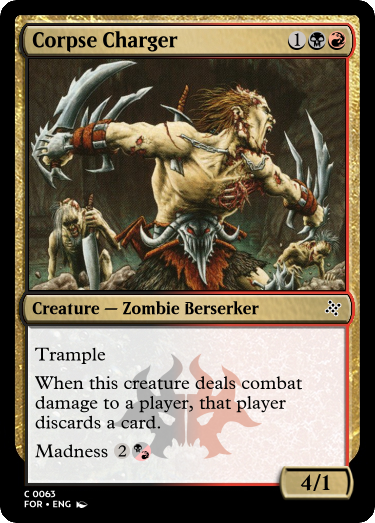 Corpse Charger 1
Creature — Zombie Berserker
Trample
When this creature deals combat
damage to a player, that player
discards a card.
Madness 2
4/1
C 0063
FOR • ENG